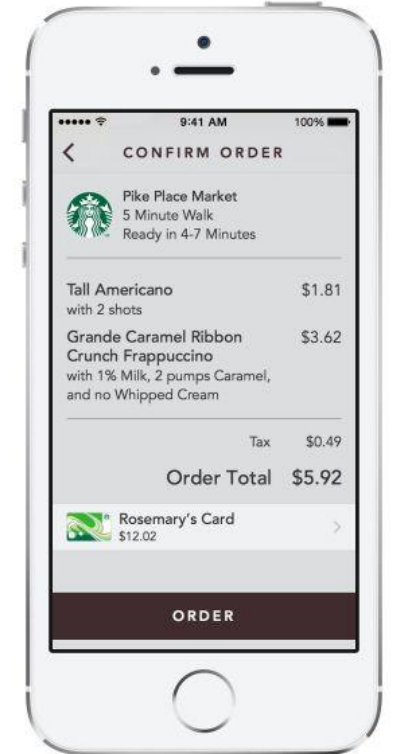 9:41 AM 100%
CONFIRM ORDER
Pike Place Market
5 Minute Walk
Ready in 4-7 Minutes
Tall Americano $1.81
with 2 shots
Grande Caramel Ribbon $3.62
Crunch Frappuccino
with 1% Milk, 2 pumps Caramel,
and no Whipped Cream
Tax $0.49
Order Total $5.92
Rosemary's Card
$12.02
ORDER